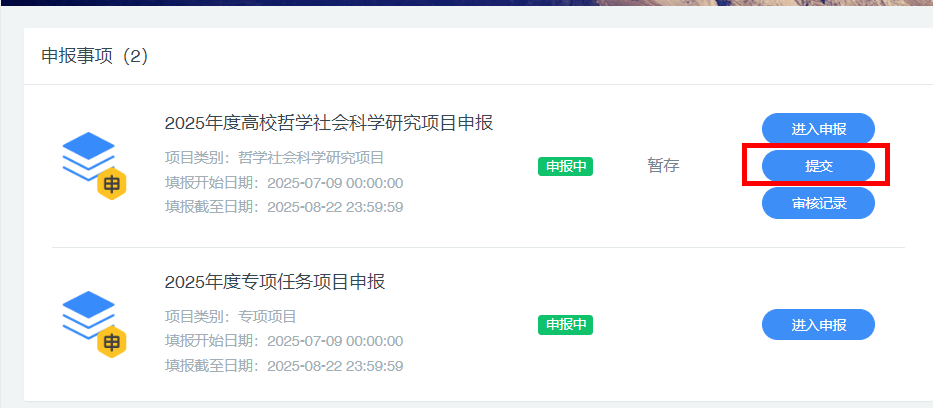 申报事项（2）
2025年度高校哲学社会科学研究项目申报
项目类别：哲学社会科学研究项目
填报开始日期：2025-07-09 00:00:00
填报截至日期：2025-08-22 23:59:59
申
申报中
暂存
进入申报
提交
审核记录
2025年度专项任务项目申报
项目类别：专项项目
填报开始日期：2025-07-09 00:00:00
填报截至日期：2025-08-22 23:59:59
申
申报中
进入申报